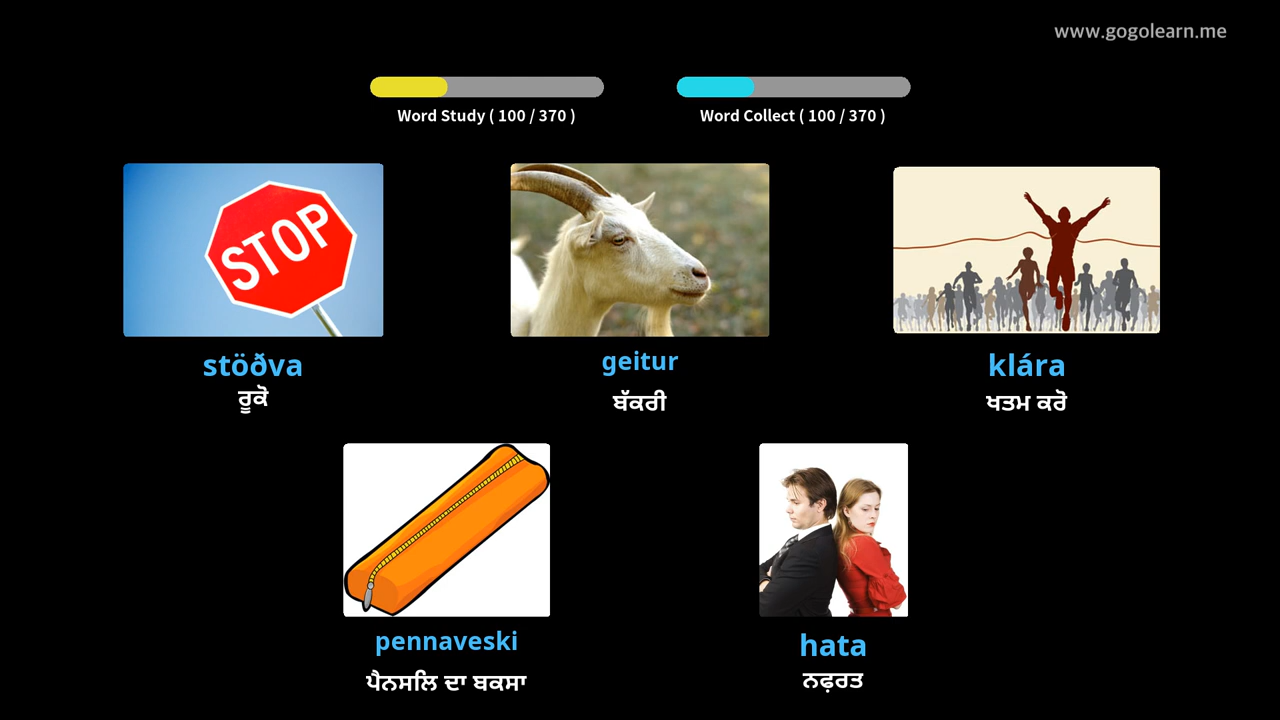 www.gogolearn.me
Word Study ( 100 / 370 )
Word Collect ( 100 / 370 )
STOP
stöðva
ਰੂਕੋ
geitur
ਬੱਕਰੀ
klára
ਖਤਮ ਕਰੋ
pennaveski
ਪੈਨਸਲਿ ਦਾ ਬਕਸਾ
hata
ਨਫ਼ਰਤ